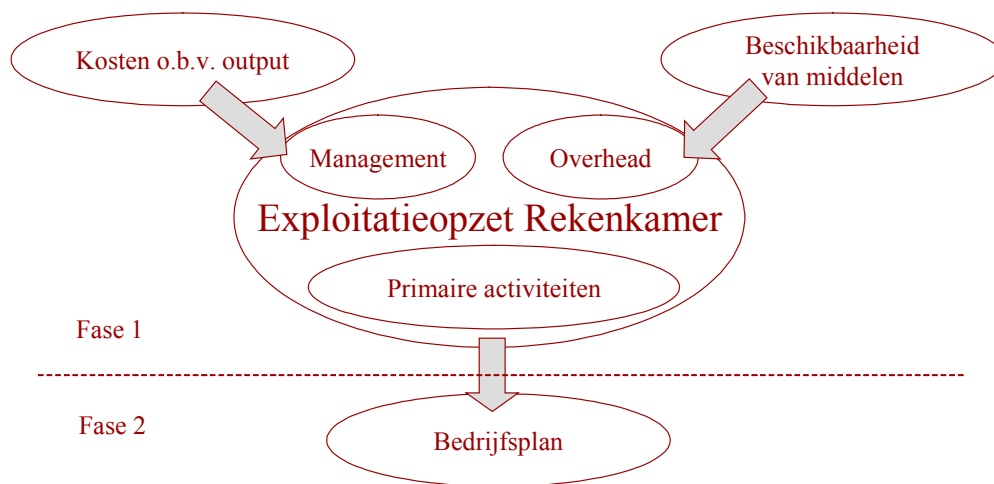 Kosten o.b.v. output
Beschikbaarheid
van middelen
Management
Overhead
Exploitatieopzet Rekenkamer
Primaire activiteiten
Fase 1
Fase 2
Bedrijfsplan